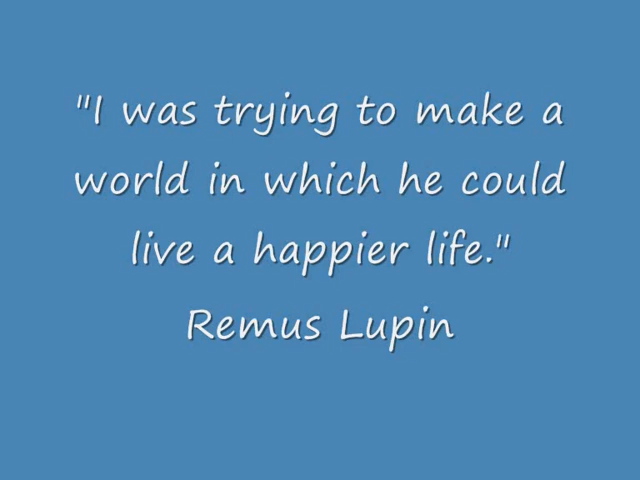 "I was trying to make a
world in which he could
live a happier life."
Remus Lupin